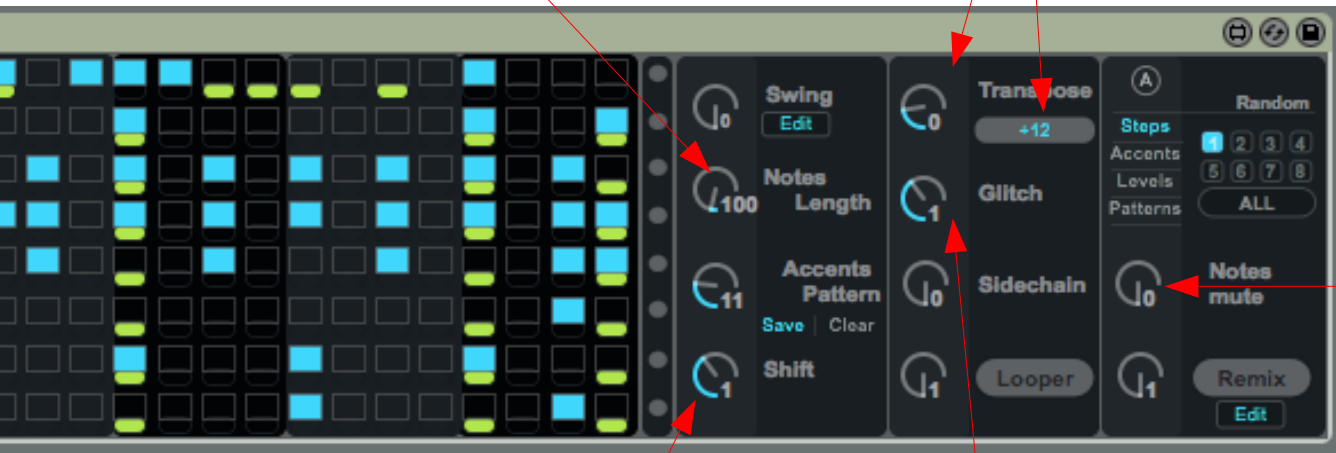 Swing
0
Edit
Notes
Length
100
Accents
Pattern
11
Save
Clear
Shift
1
Transpose
0
+12
Glitch
1
Sidechain
0
Looper
1
A
Random
Steps
Accents
Levels
Patterns
1 2 3 4
5 6 7 8
ALL
Notes
mute
0
Remix
1
Edit